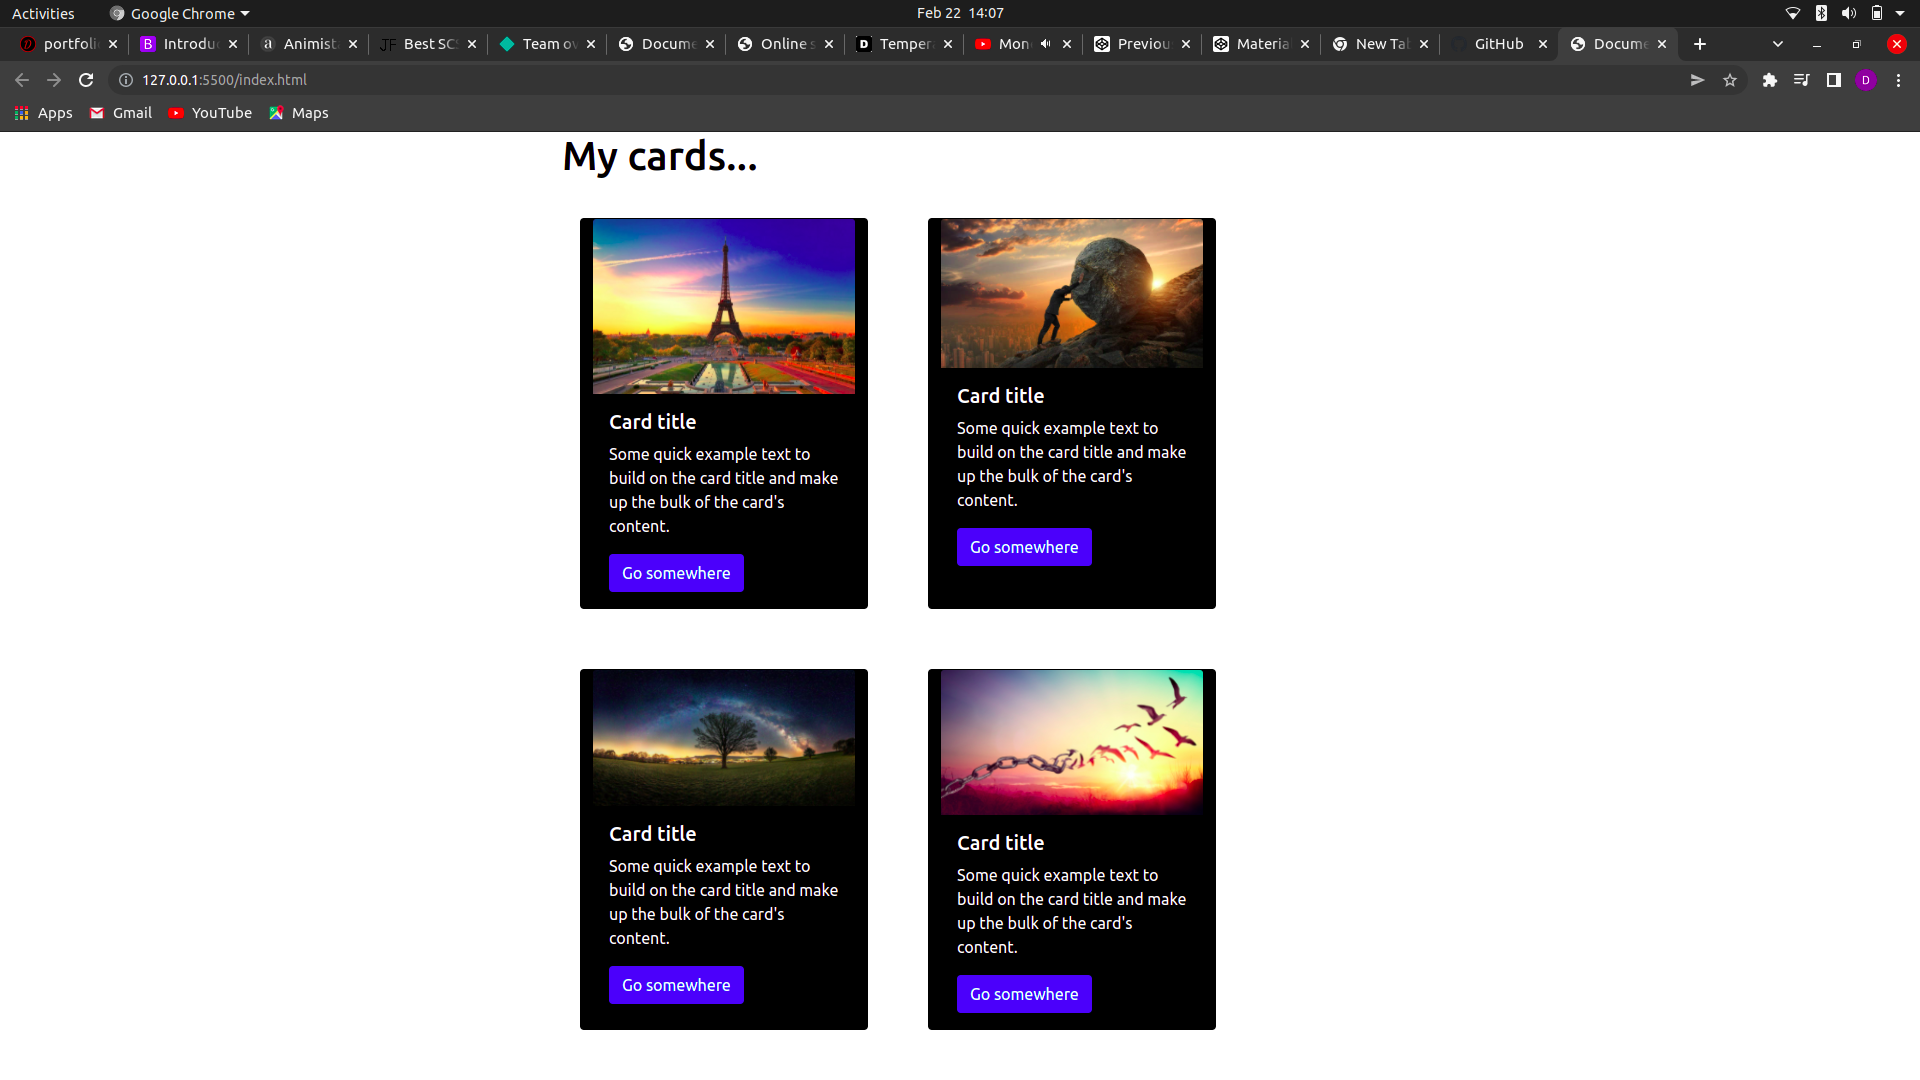 Activities
Google Chrome
Feb 22 14:07
portfoli
Introdu
Animist
JF
Best SCS
Team ov
Docume
Online s
D
Temper
Mon
Previou
Materia
New Tab
GitHub
Docume
127.0.0.1:5500/index.html
D
Apps
Gmail
YouTube
Maps
My cards...
Card title
Some quick example text to
build on the card title and make
up the bulk of the card's
content.
Go somewhere
Card title
Some quick example text to
build on the card title and make
up the bulk of the card's
content.
Go somewhere
Card title
Some quick example text to
build on the card title and make
up the bulk of the card's
content.
Go somewhere
Card title
Some quick example text to
build on the card title and make
up the bulk of the card's
content.
Go somewhere